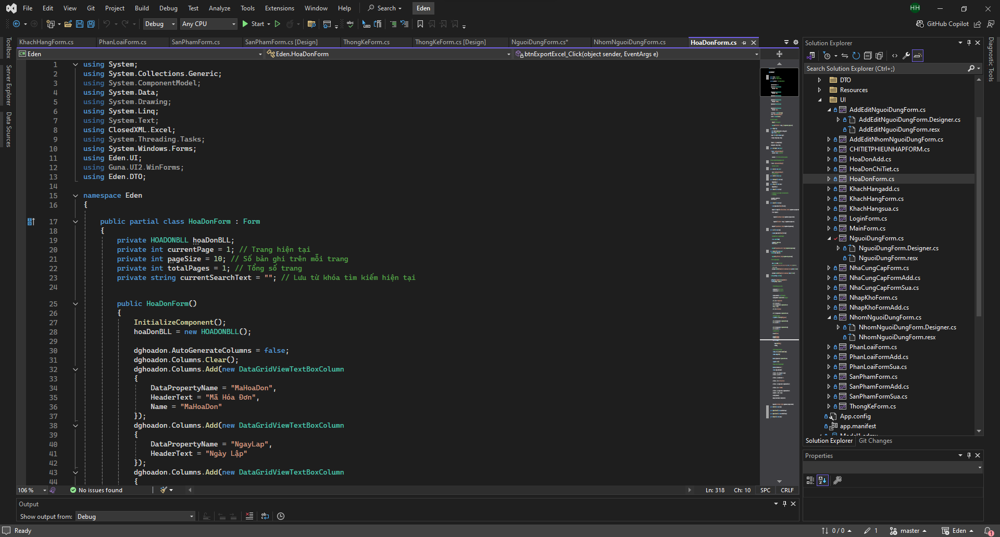 File Edit View Git Project Build Debug Test Analyze Tools Extensions Window Help Search Eden HH
Debug Any CPU Start GitHub Copilot
KhachHangForm.cs PhanLoaiForm.cs SanPhamForm.cs SanPhamForm.cs [Design] ThongKeForm.cs ThongKeForm.cs [Design] NguoiDungForm.cs* NhomNguoiDungForm.cs HoaDonForm.cs
Eden Eden.HoaDonForm btnExportExcel_Click(object sender, EventArgs e)
Toolbox
Server Explorer
Data Sources
1 using System;
2 using System.Collections.Generic;
3 using System.ComponentModel;
4 using System.Data;
5 using System.Drawing;
6 using System.Linq;
7 using System.Text;
8 using ClosedXML.Excel;
9 using System.Threading.Tasks;
10 using System.Windows.Forms;
11 using Eden.UI;
12 using Guna.UI2.WinForms;
13 using Eden.DTO;
14
15 namespace Eden
16 {
17 public partial class HoaDonForm : Form
18 {
19 private HOADONBLL hoaDonBLL;
20 private int currentPage = 1; // Trang hiện tại
21 private int pageSize = 10; // Số bản ghi trên mỗi trang
22 private int totalPages = 1; // Tổng số trang
23 private string currentSearchText = ""; // Lưu từ khóa tìm kiếm hiện tại
24
25 public HoaDonForm()
26 {
27 InitializeComponent();
28 hoaDonBLL = new HOADONBLL();
29
30 dghoadon.AutoGenerateColumns = false;
31 dghoadon.Columns.Clear();
32 dghoadon.Columns.Add(new DataGridViewTextBoxColumn
33 {
34 DataPropertyName = "MaHoaDon",
35 HeaderText = "Mã Hóa Đơn",
36 Name = "MaHoaDon"
37 });
38 dghoadon.Columns.Add(new DataGridViewTextBoxColumn
39 {
40 DataPropertyName = "NgayLap",
41 HeaderText = "Ngày Lập"
42 });
43 dghoadon.Columns.Add(new DataGridViewTextBoxColumn
44 {
106 % No issues found Ln: 318 Ch: 10 SPC CRLF
Output
Show output from: Debug
Solution Explorer
Search Solution Explorer (Ctrl+;)
DTO
Resources
UI
AddEditNguoiDungForm.cs
AddEditNguoiDungForm.Designer.cs
AddEditNguoiDungForm.resx
AddEditNhomNguoiDungForm.cs
CHITIETPHIEUNHAPFORM.cs
HoaDonAdd.cs
HoaDonChiTiet.cs
HoaDonForm.cs
KhachHangadd.cs
KhachHangForm.cs
KhachHangsua.cs
LoginForm.cs
MainForm.cs
NguoiDungForm.cs
NguoiDungForm.Designer.cs
NguoiDungForm.resx
NhaCungCapForm.cs
NhaCungCapFormAdd.cs
NhaCungCapFormSua.cs
NhapKhoForm.cs
NhapKhoFormAdd.cs
NhomNguoiDungForm.cs
NhomNguoiDungForm.Designer.cs
NhomNguoiDungForm.resx
PhanLoaiForm.cs
PhanLoaiFormAdd.cs
PhanLoaiFormSua.cs
SanPhamForm.cs
SanPhamFormAdd.cs
SanPhamFormSua.cs
ThongKeForm.cs
App.config
app.manifest
Solution Explorer Git Changes
Properties
Diagnostic Tools
Ready 0 / 0 1 master Eden 1